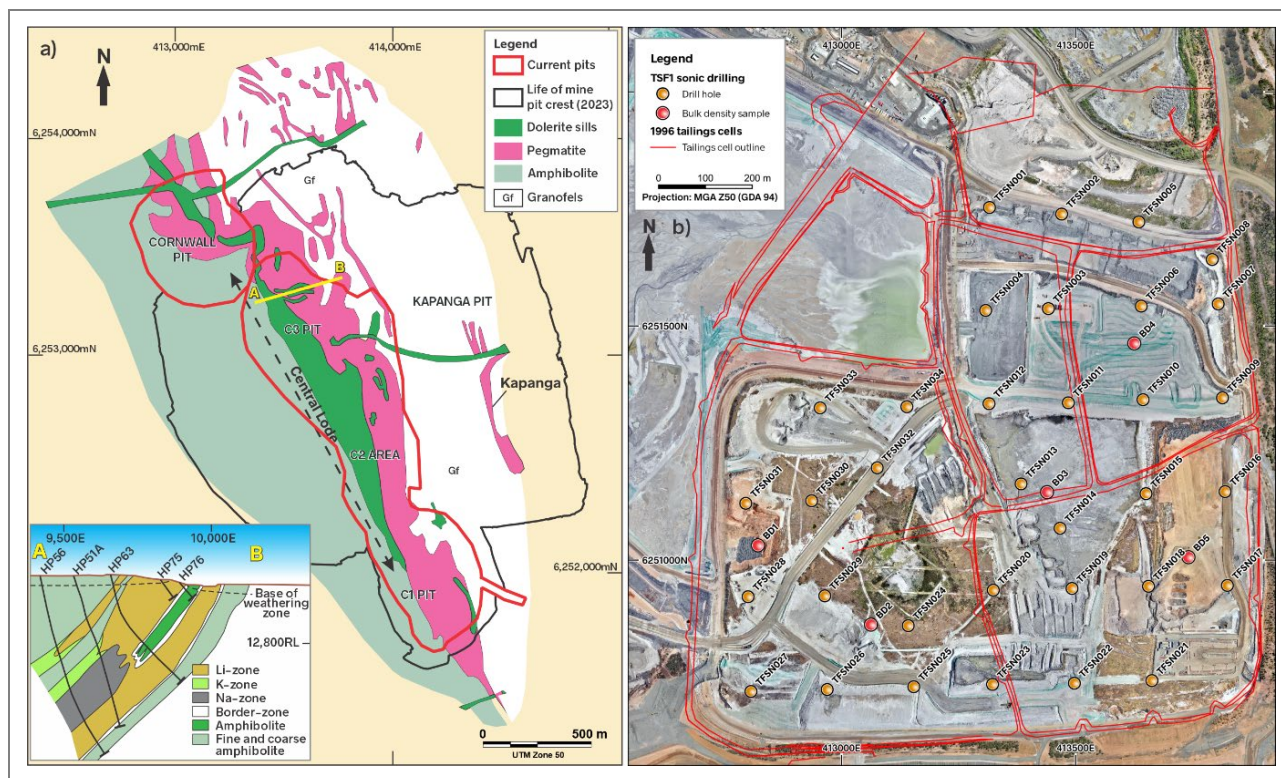 a)
413,000mE
414,000mE
N
6,254,000mN
6,253,000mN
6,252,000mN
Legend
Current pits
Life of mine
pit crest (2023)
Dolerite sills
Pegmatite
Amphibolite
Gf
Granofels
Gf
CORNWALL
PIT
A
B
C3 PIT
KAPANGA PIT
Kapanga
Central Lode
C2 AREA
Gf
C1 PIT
0
500 m
UTM Zone 50
9,500E
10,000E
A
B
HP56
HP51A
HP63
HP75
HP76
Base of
weathering
zone
12,800RL
Li-zone
K-zone
Na-zone
Border-zone
Amphibolite
Fine and coarse
amphibolite
b)
413000E
413500E
Legend
TSF1 sonic drilling
Drill hole
Bulk density sample
1996 tailings cells
Tailings cell outline
0
100
200 m
Projection: MGA Z50 (GDA 94)
N
6251500N
6251000N
TFSN001
TFSN002
TFSN005
TFSN008
TFSN004
TFSN003
TFSN006
TFSN007
BD4
TFSN033
TFSN034
TFSN012
TFSN011
TFSN010
TFSN009
TFSN032
TFSN031
TFSN030
TFSN013
BD3
TFSN015
TFSN016
TFSN014
BD1
BD5
TFSN028
TFSN029
TFSN020
TFSN019
TFSN018
TFSN017
BD2
TFSN024
TFSN027
TFSN026
TFSN025
TFSN023
TFSN022
TFSN021
413000E
413500E